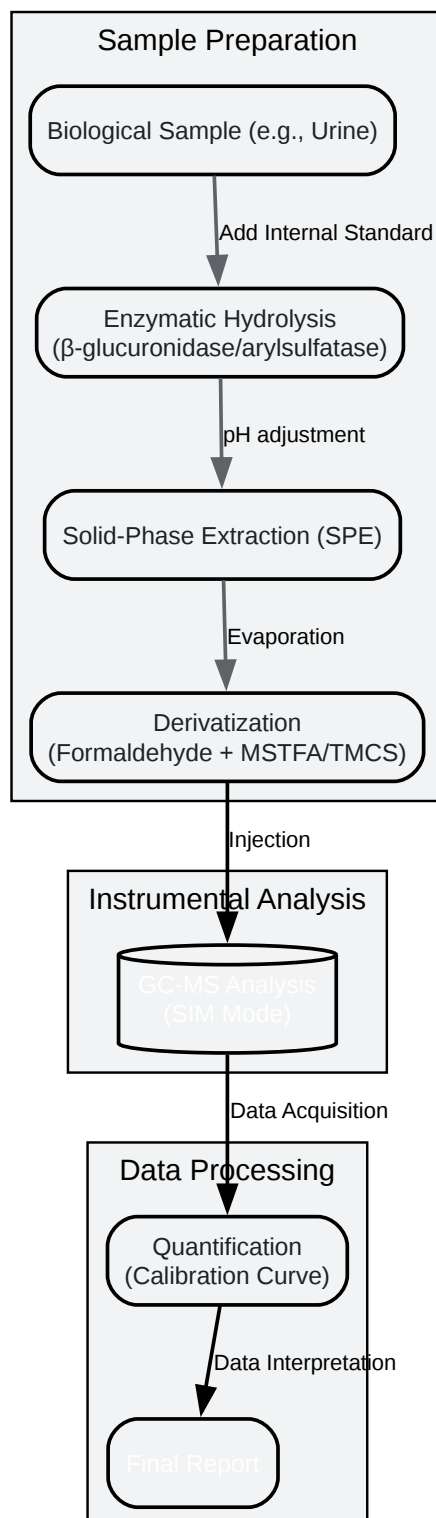 Sample Preparation
Biological Sample (e.g., Urine)
Add Internal Standard
Enzymatic Hydrolysis
(β-glucuronidase/arylsulfatase)
pH adjustment
Solid-Phase Extraction (SPE)
Evaporation
Derivatization
(Formaldehyde + MSTFA/TMCS)
Injection
Instrumental Analysis
GC-MS Analysis
(SIM Mode)
Data Acquisition
Data Processing
Quantification
(Calibration Curve)
Data Interpretation
Final Report